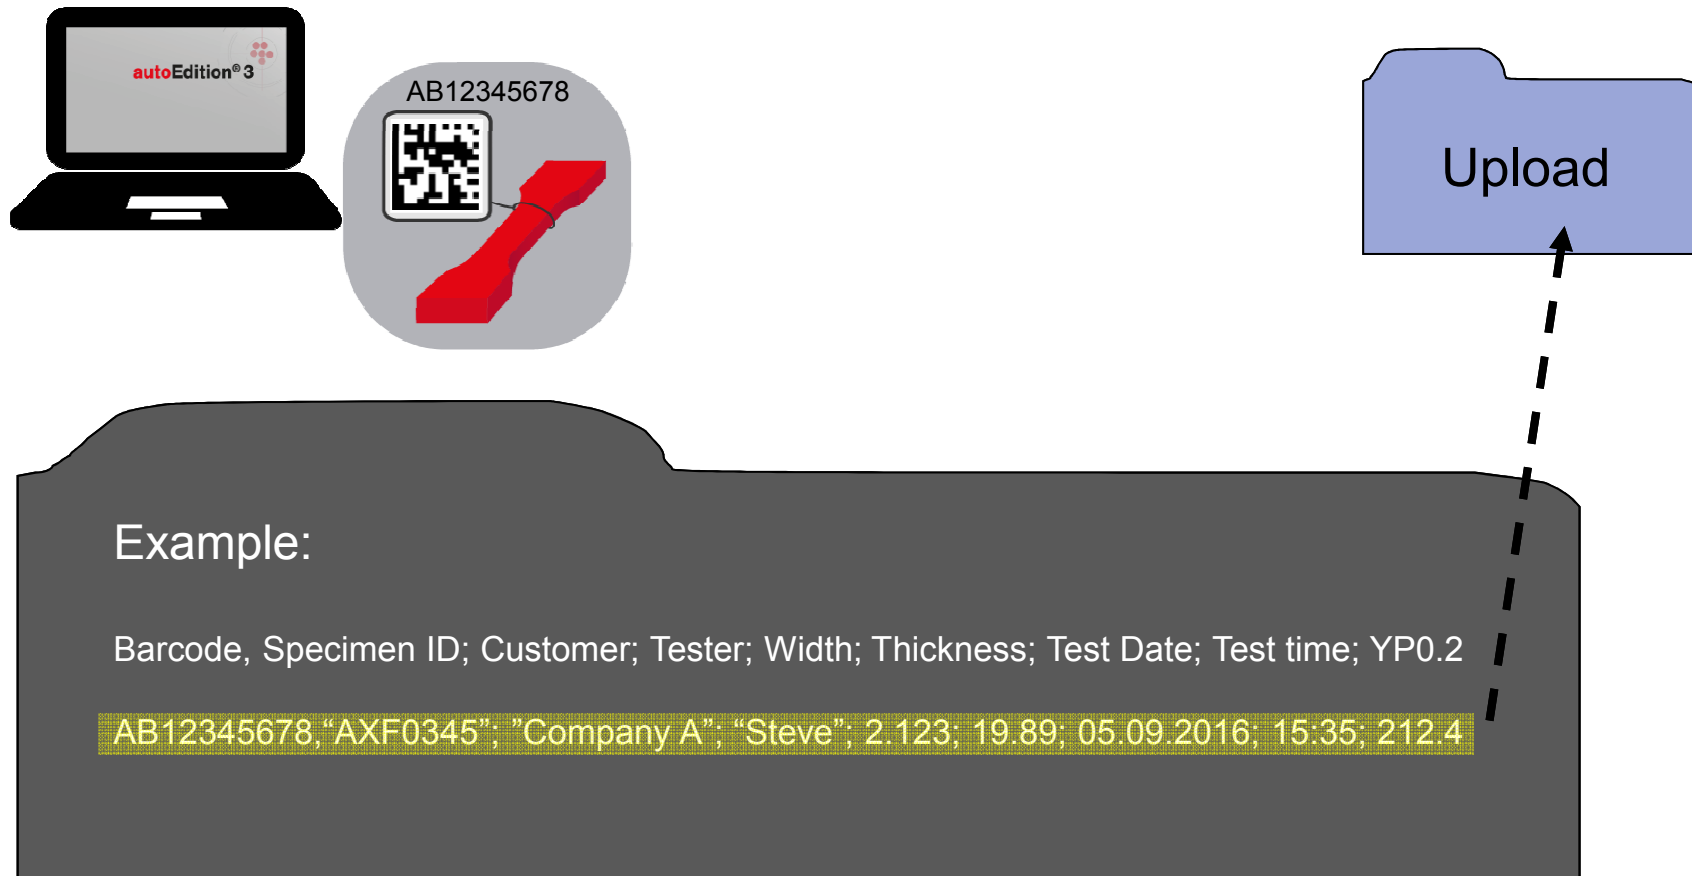 autoEdition® 3
AB12345678
Upload
Example:
Barcode, Specimen ID; Customer; Tester; Width; Thickness; Test Date; Test time; YP0.2
AB12345678,“AXF0345”; ”Company A”; “Steve”; 2.123; 19.89; 05.09.2016; 15:35; 212.4